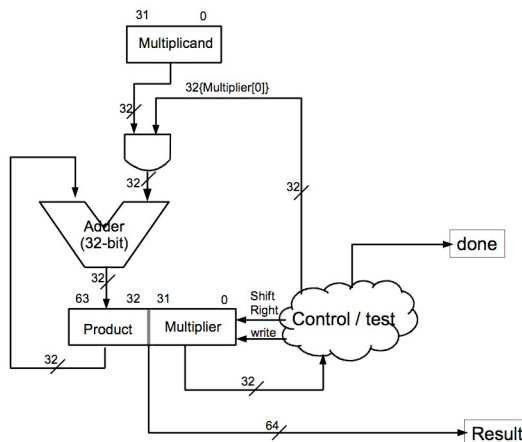 31 0
Multiplicand
32{Multiplier[0]}
32
32
32
Adder
(32-bit)
done
32
63 32 31 0
Shift
Right
Control / test
Product
Multiplier
write
32
32
64
Result